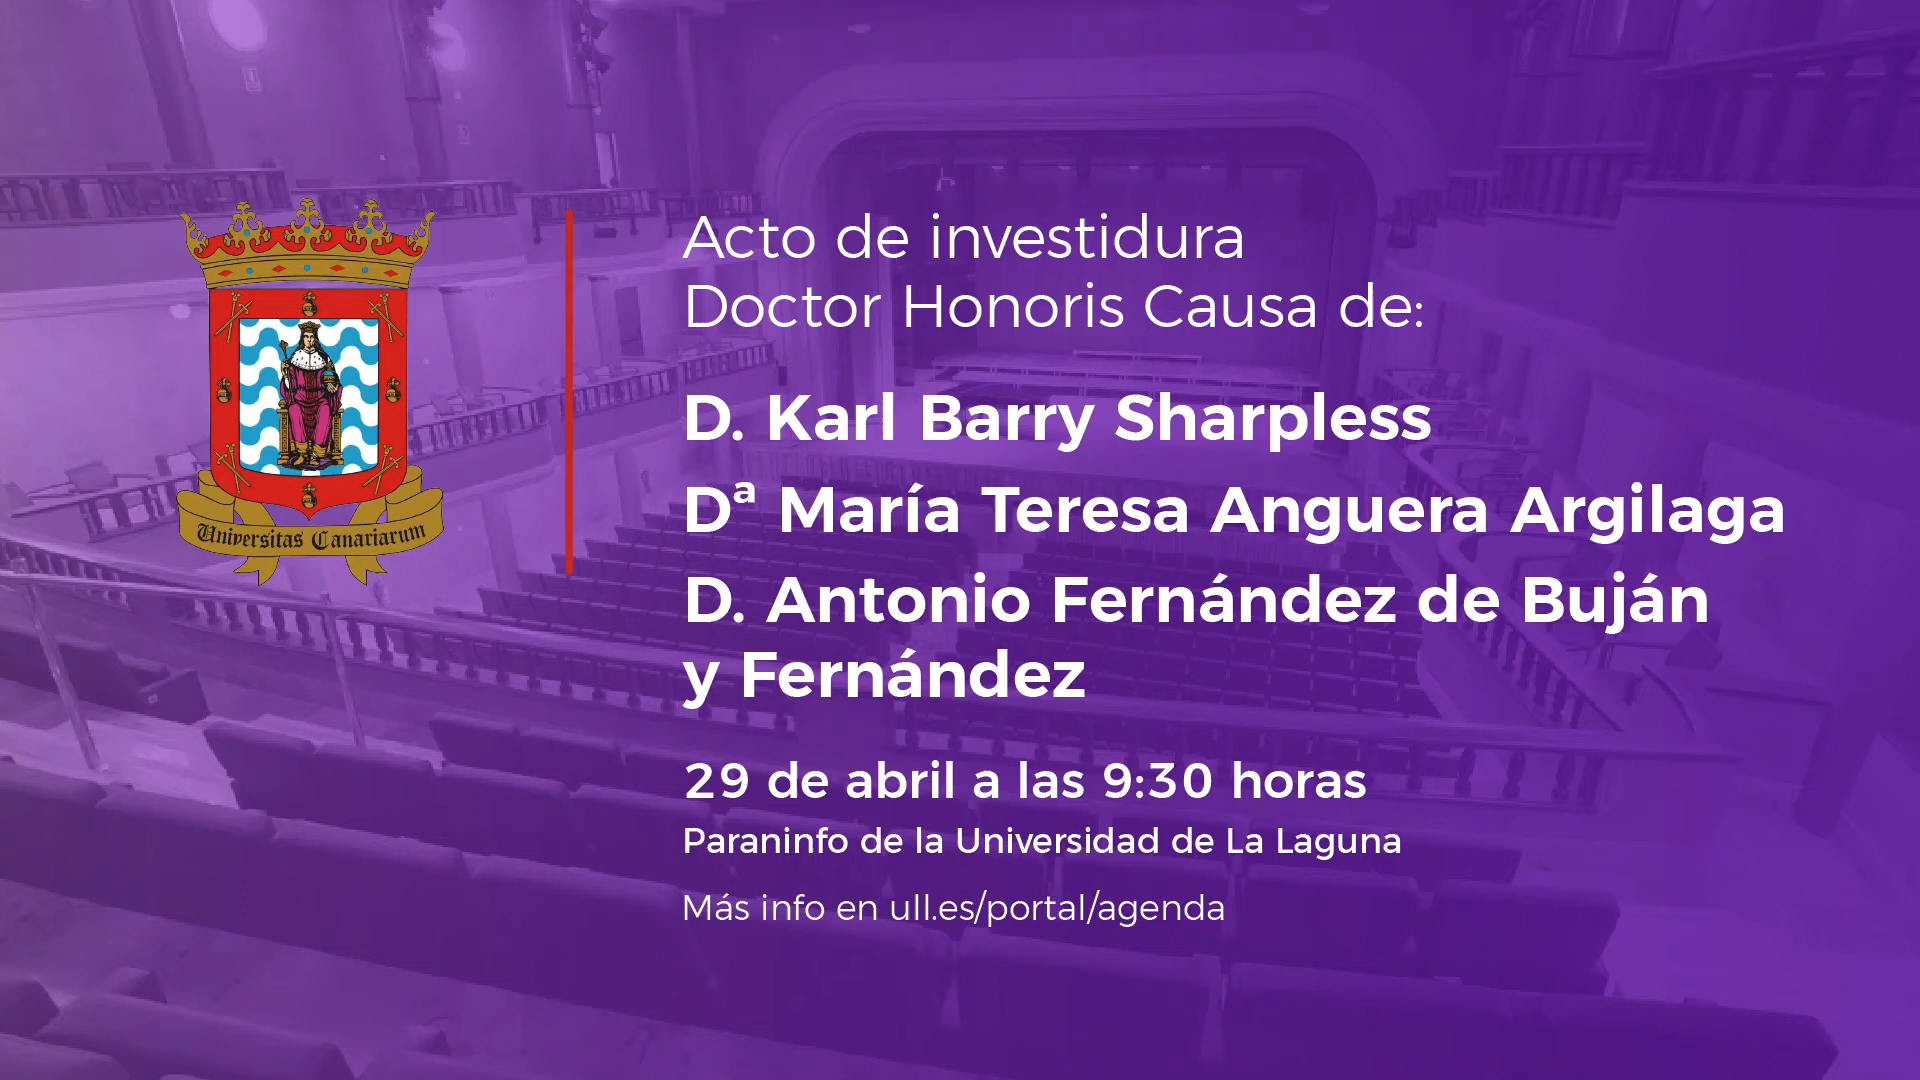 Universitas Canariarum
Acto de investidura
Doctor Honoris Causa de:
D. Karl Barry Sharpless
Dª María Teresa Anguera Argilaga
D. Antonio Fernández de Buján
y Fernández
29 de abril a las 9:30 horas
Paraninfo de la Universidad de La Laguna
Más info en ull.es/portal/agenda